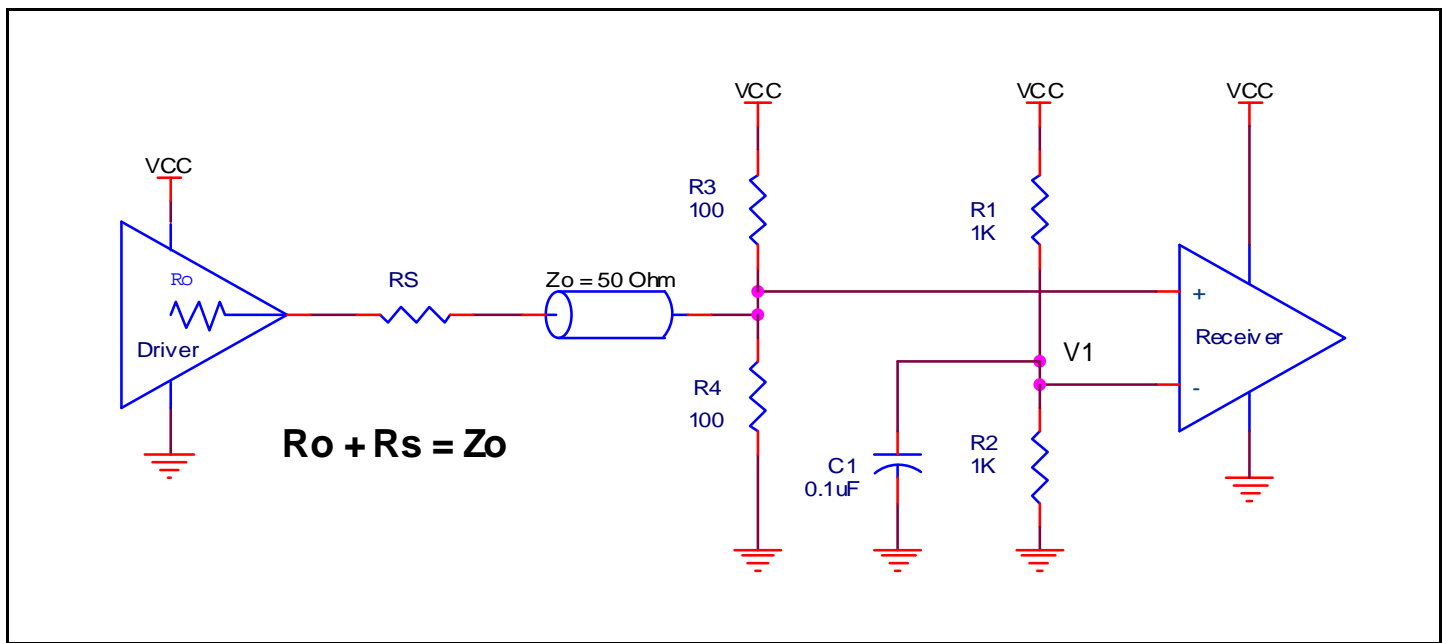 VCC
VCC
VCC
VCC
R3
100
R1
1K
Ro
RS
Zo = 50 Ohm
+
Driver
Receiver
V1
R4
100
-
Ro + Rs = Zo
R2
1K
C1
0.1uF